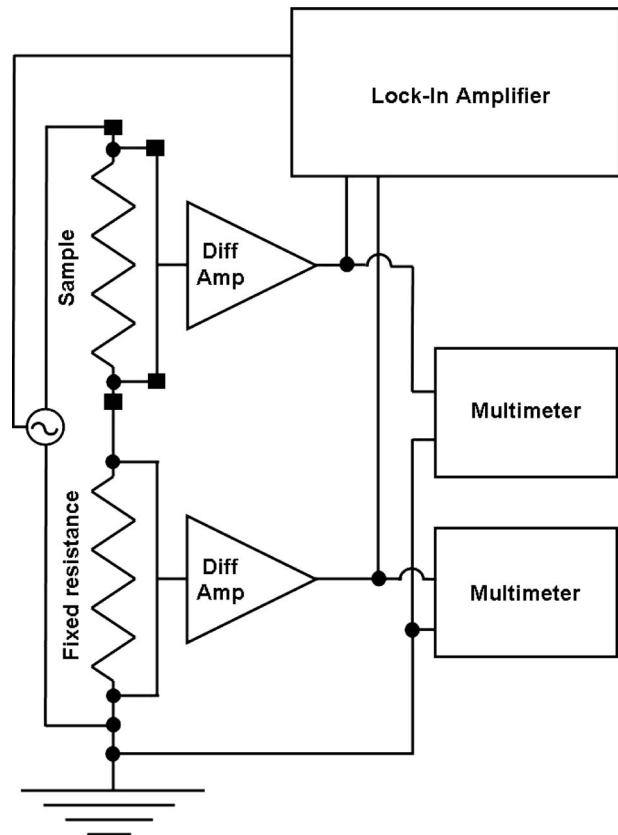 Lock-In Amplifier
Sample
Diff
Amp
Multimeter
Fixed resistance
Diff
Amp
Multimeter